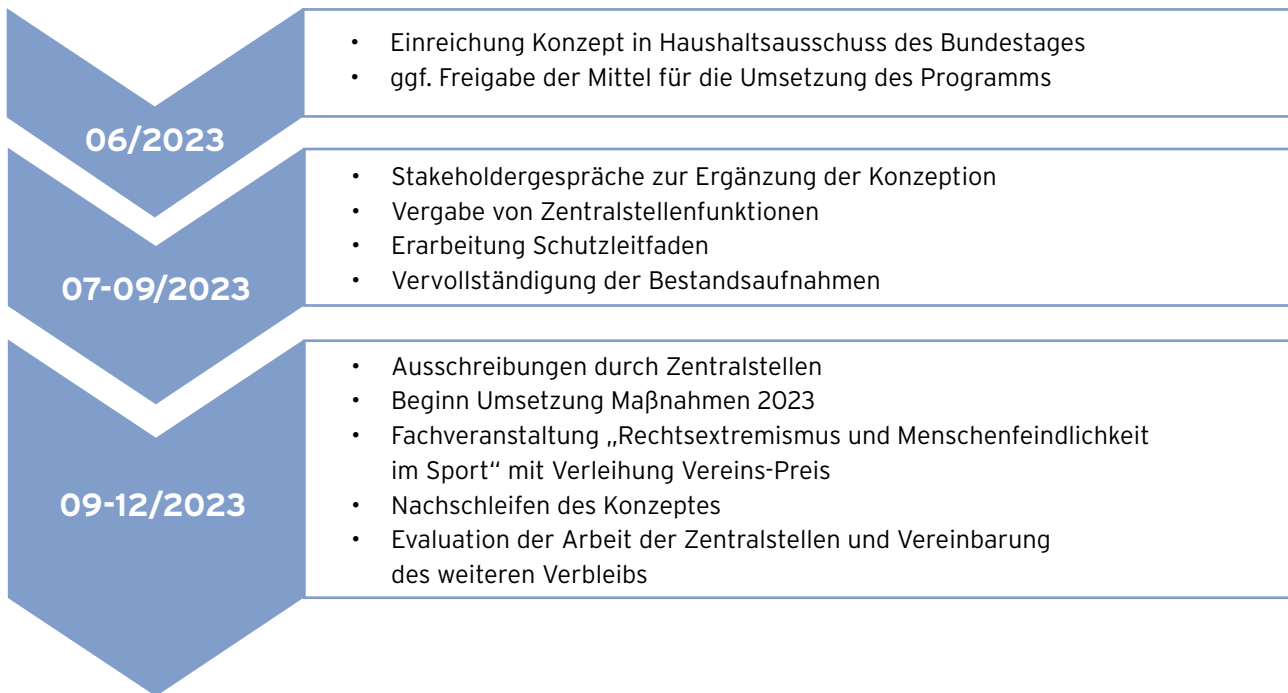 06/2023
• Einreichung Konzept in Haushaltsausschuss des Bundestages
• ggf. Freigabe der Mittel für die Umsetzung des Programms
07-09/2023
• Stakeholdergespräche zur Ergänzung der Konzeption
• Vergabe von Zentralstellenfunktionen
• Erarbeitung Schutzleitfaden
• Vervollständigung der Bestandsaufnahmen
09-12/2023
• Ausschreibungen durch Zentralstellen
• Beginn Umsetzung Maßnahmen 2023
• Fachveranstaltung „Rechtsextremismus und Menschenfeindlichkeit
im Sport“ mit Verleihung Vereins-Preis
• Nachschleifen des Konzeptes
• Evaluation der Arbeit der Zentralstellen und Vereinbarung
des weiteren Verbleibs